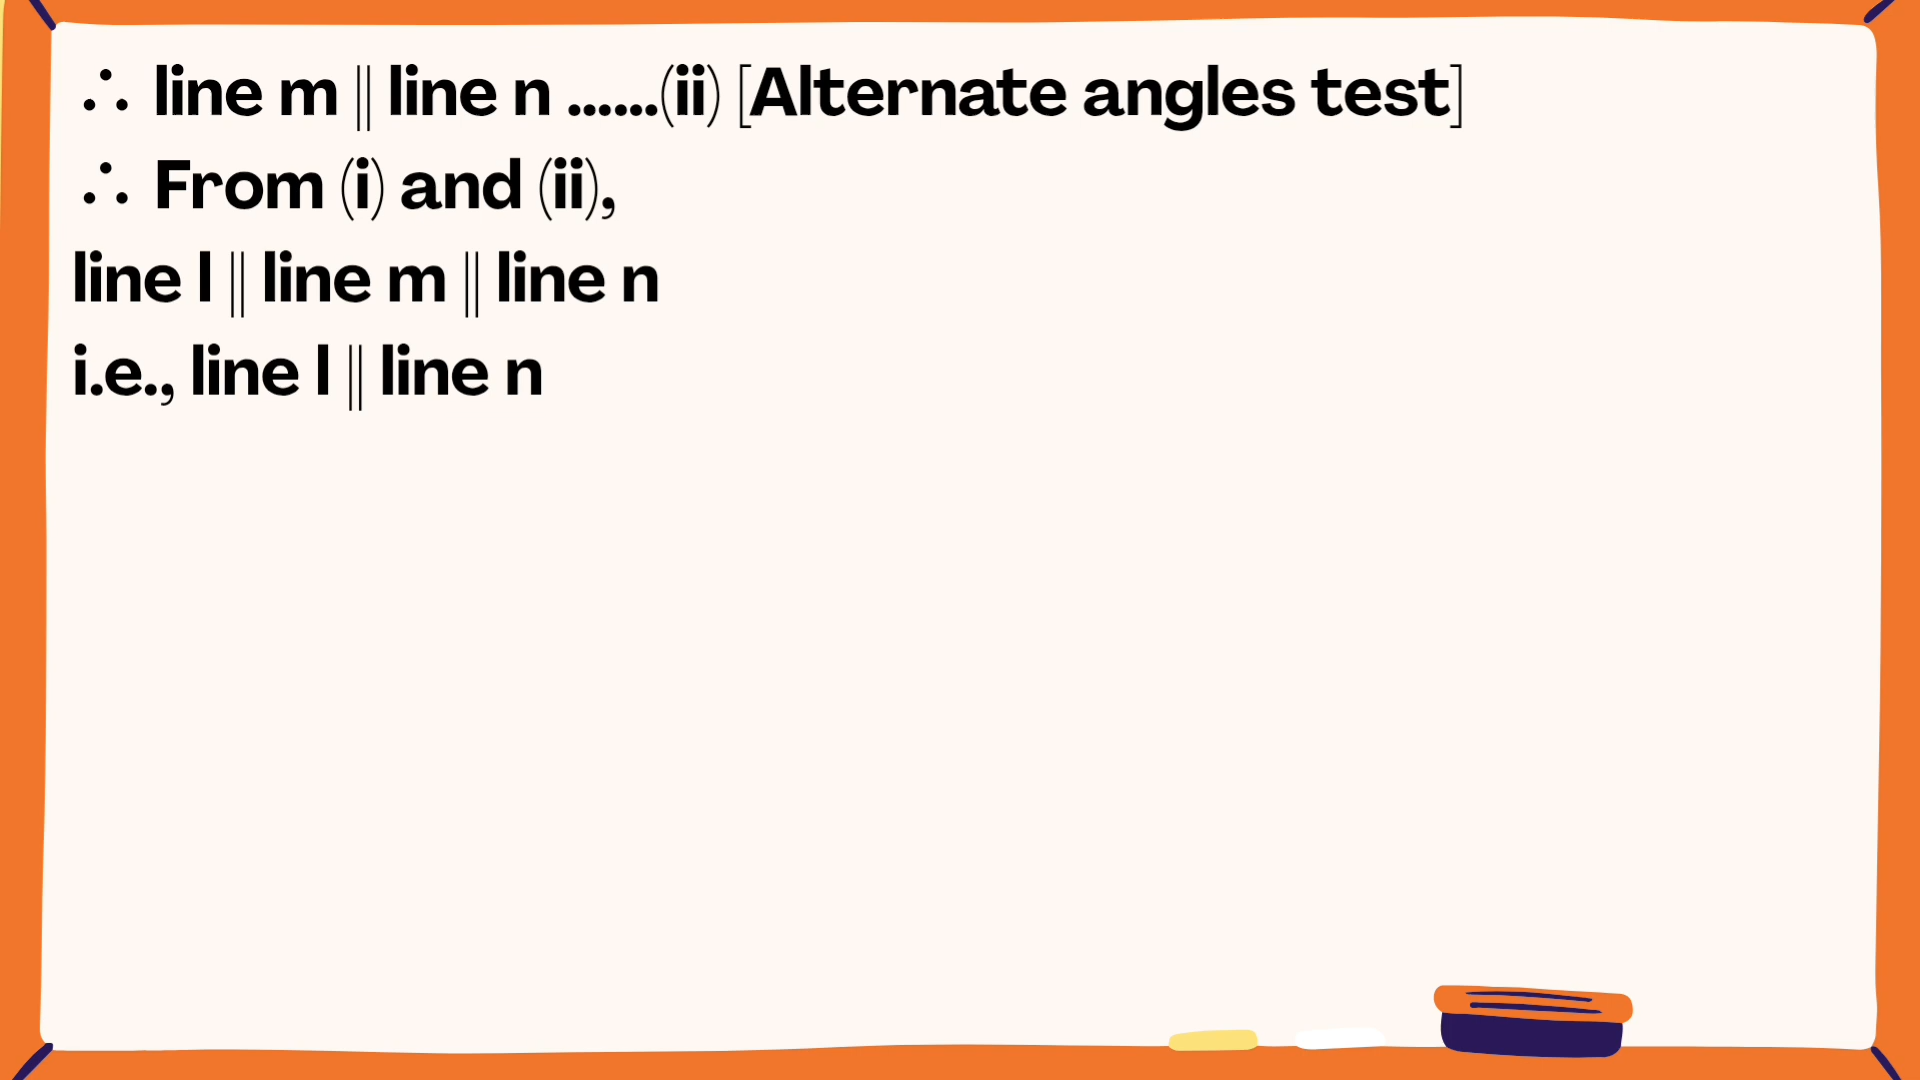 ∴ line m || line n ......(ii) [Alternate angles test]
∴ From (i) and (ii),
line l || line m || line n
i.e., line l || line n